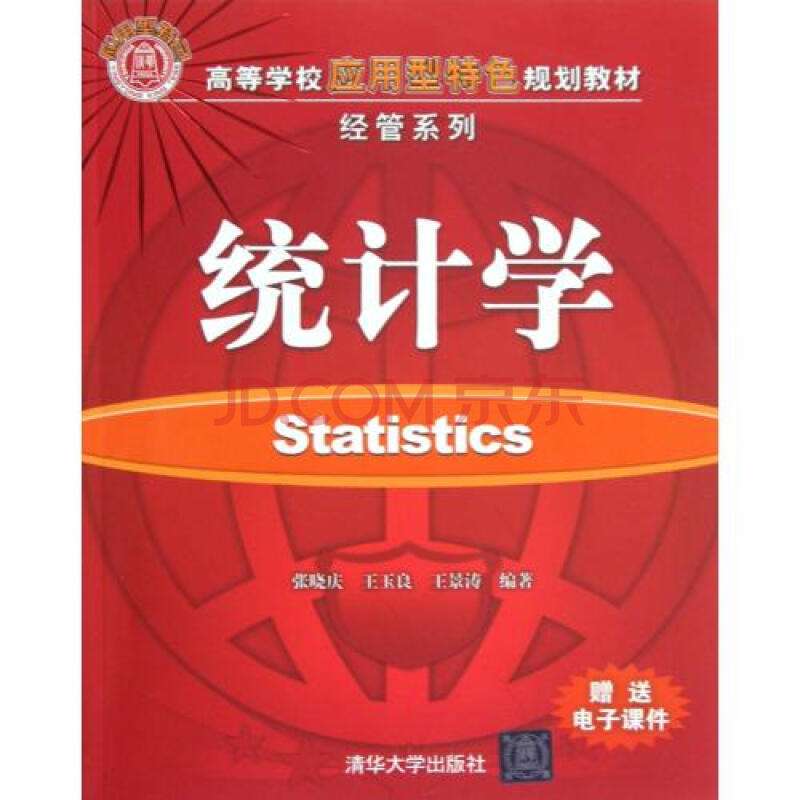 高等学校应用型特色规划教材
经管系列
统计学
JD.COM 京东
Statistics
张晓庆 王玉良 王景涛 编著
赠送
电子课件
清华大学出版社